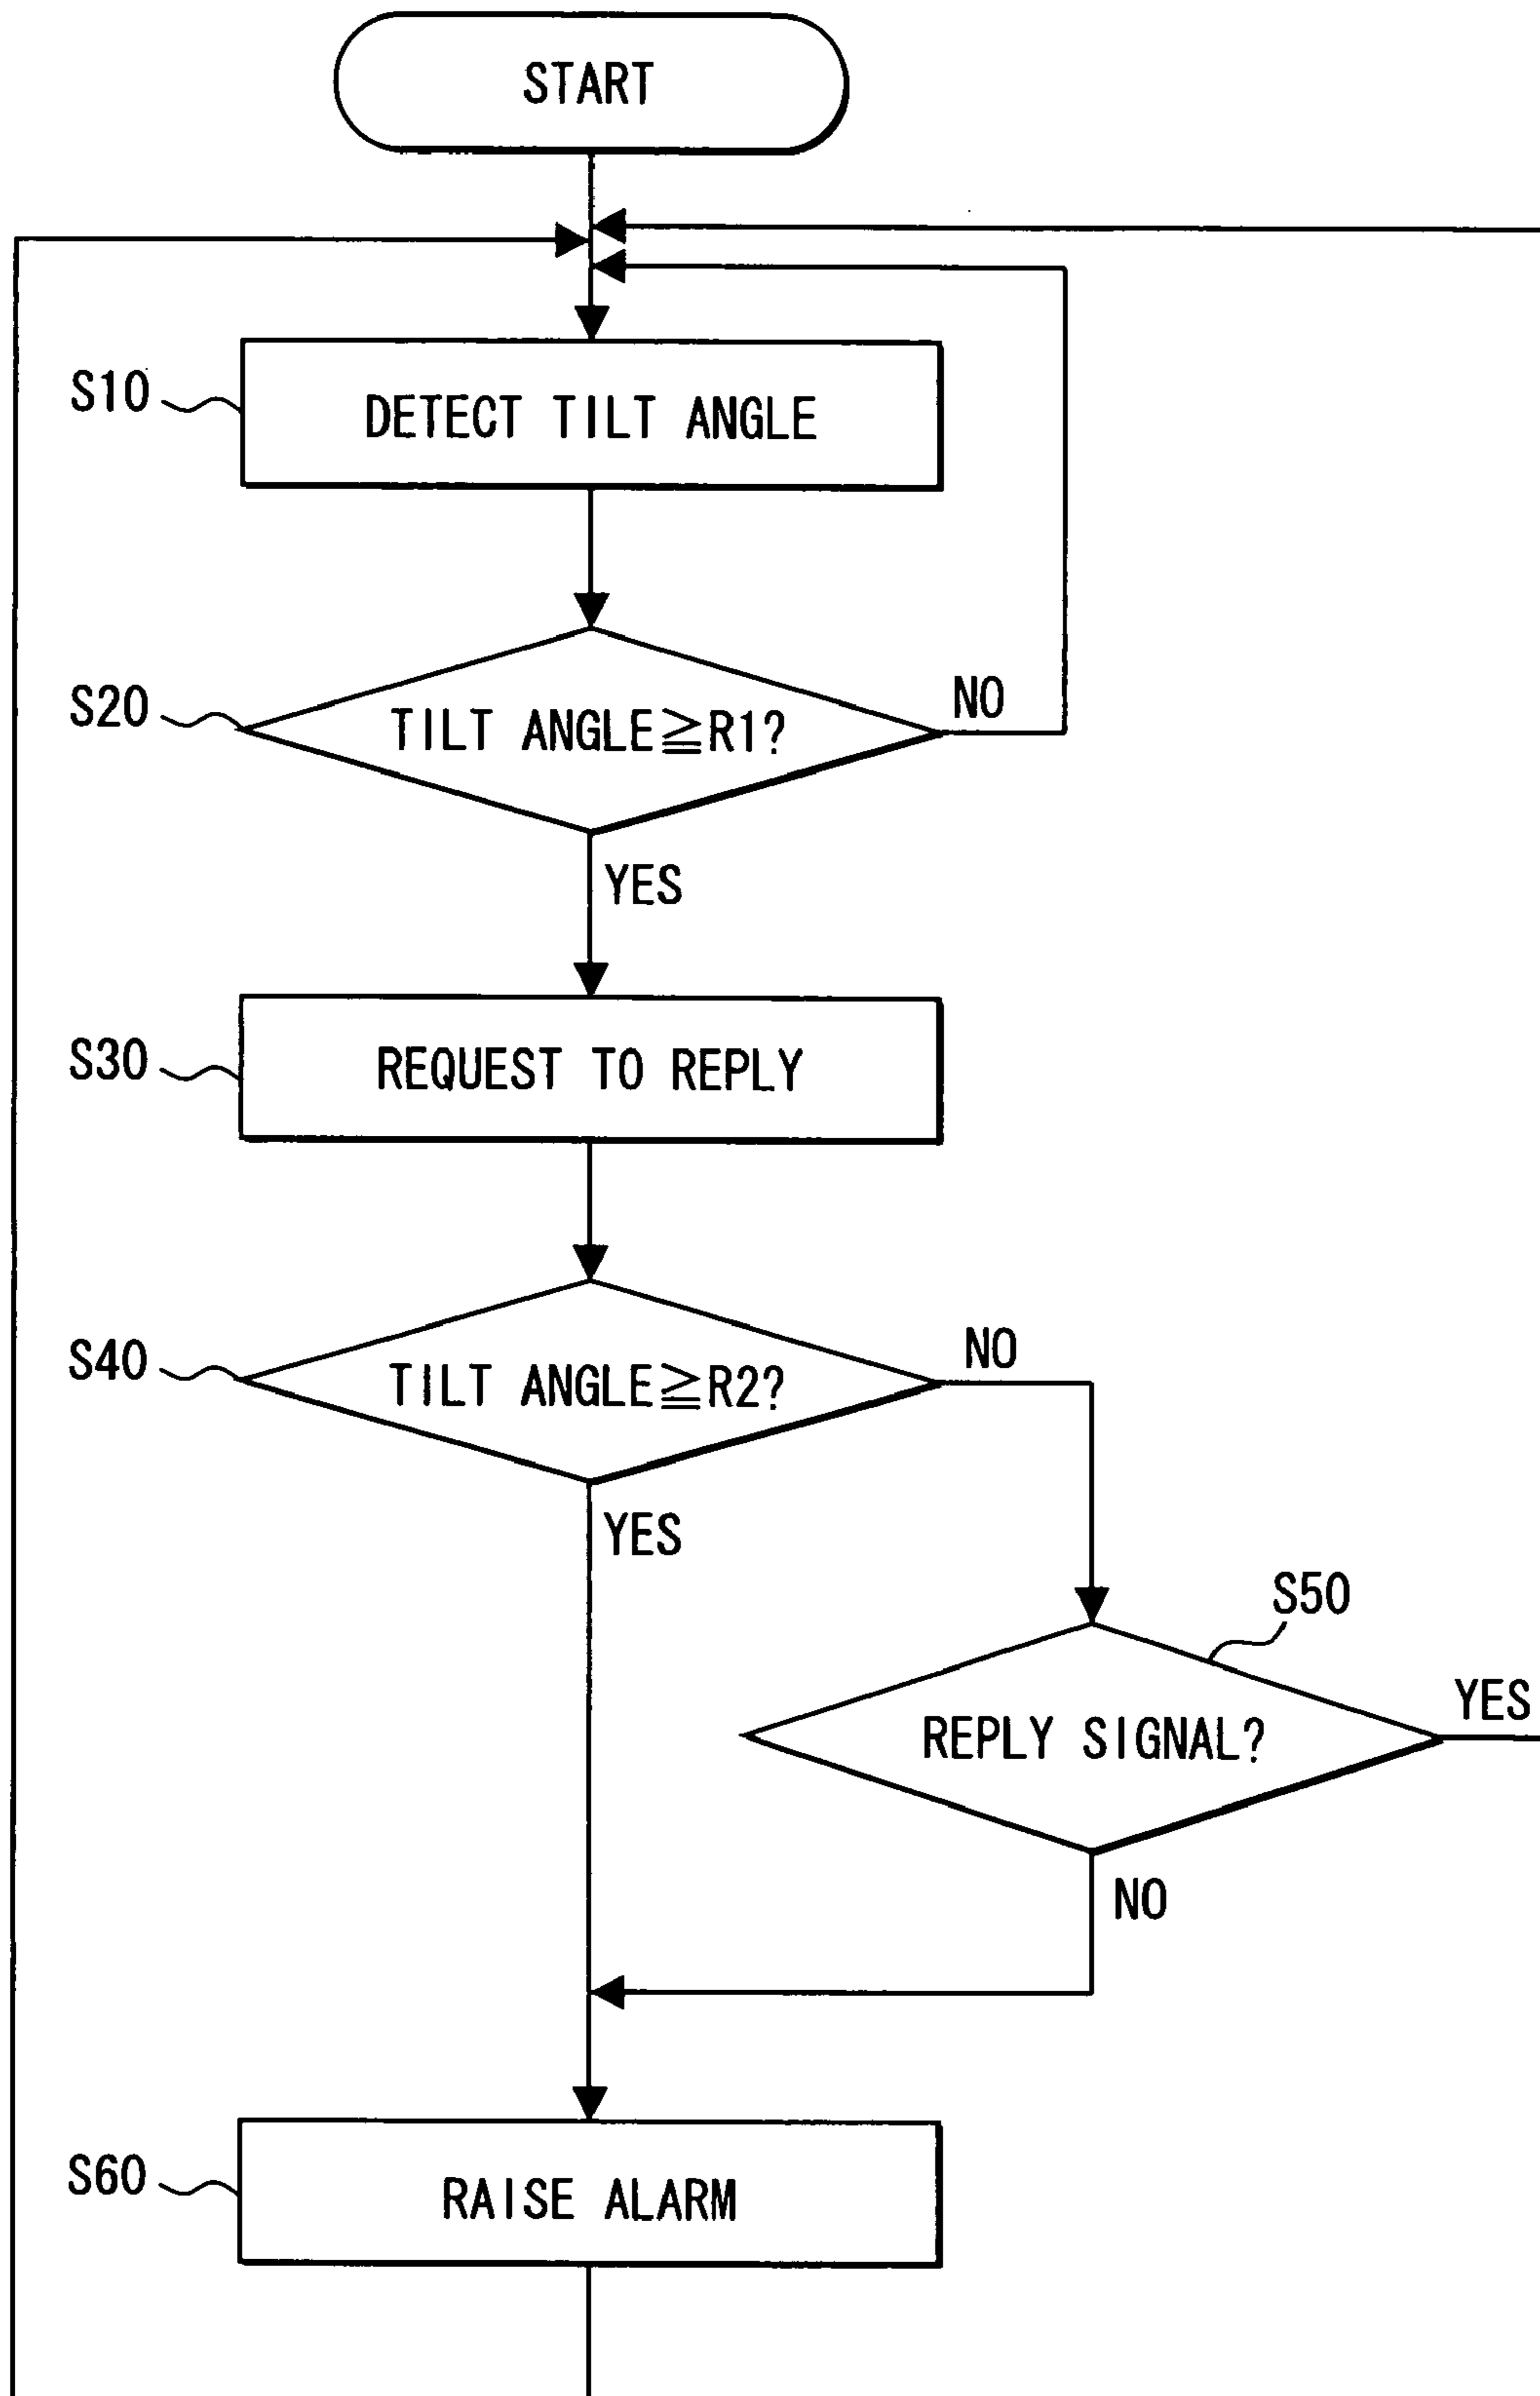 START
S10
DETECT TILT ANGLE
S20
TILT ANGLE≧R1?
NO
YES
S30
REQUEST TO REPLY
S40
TILT ANGLE≧R2?
NO
YES
S50
REPLY SIGNAL?
YES
NO
S60
RAISE ALARM